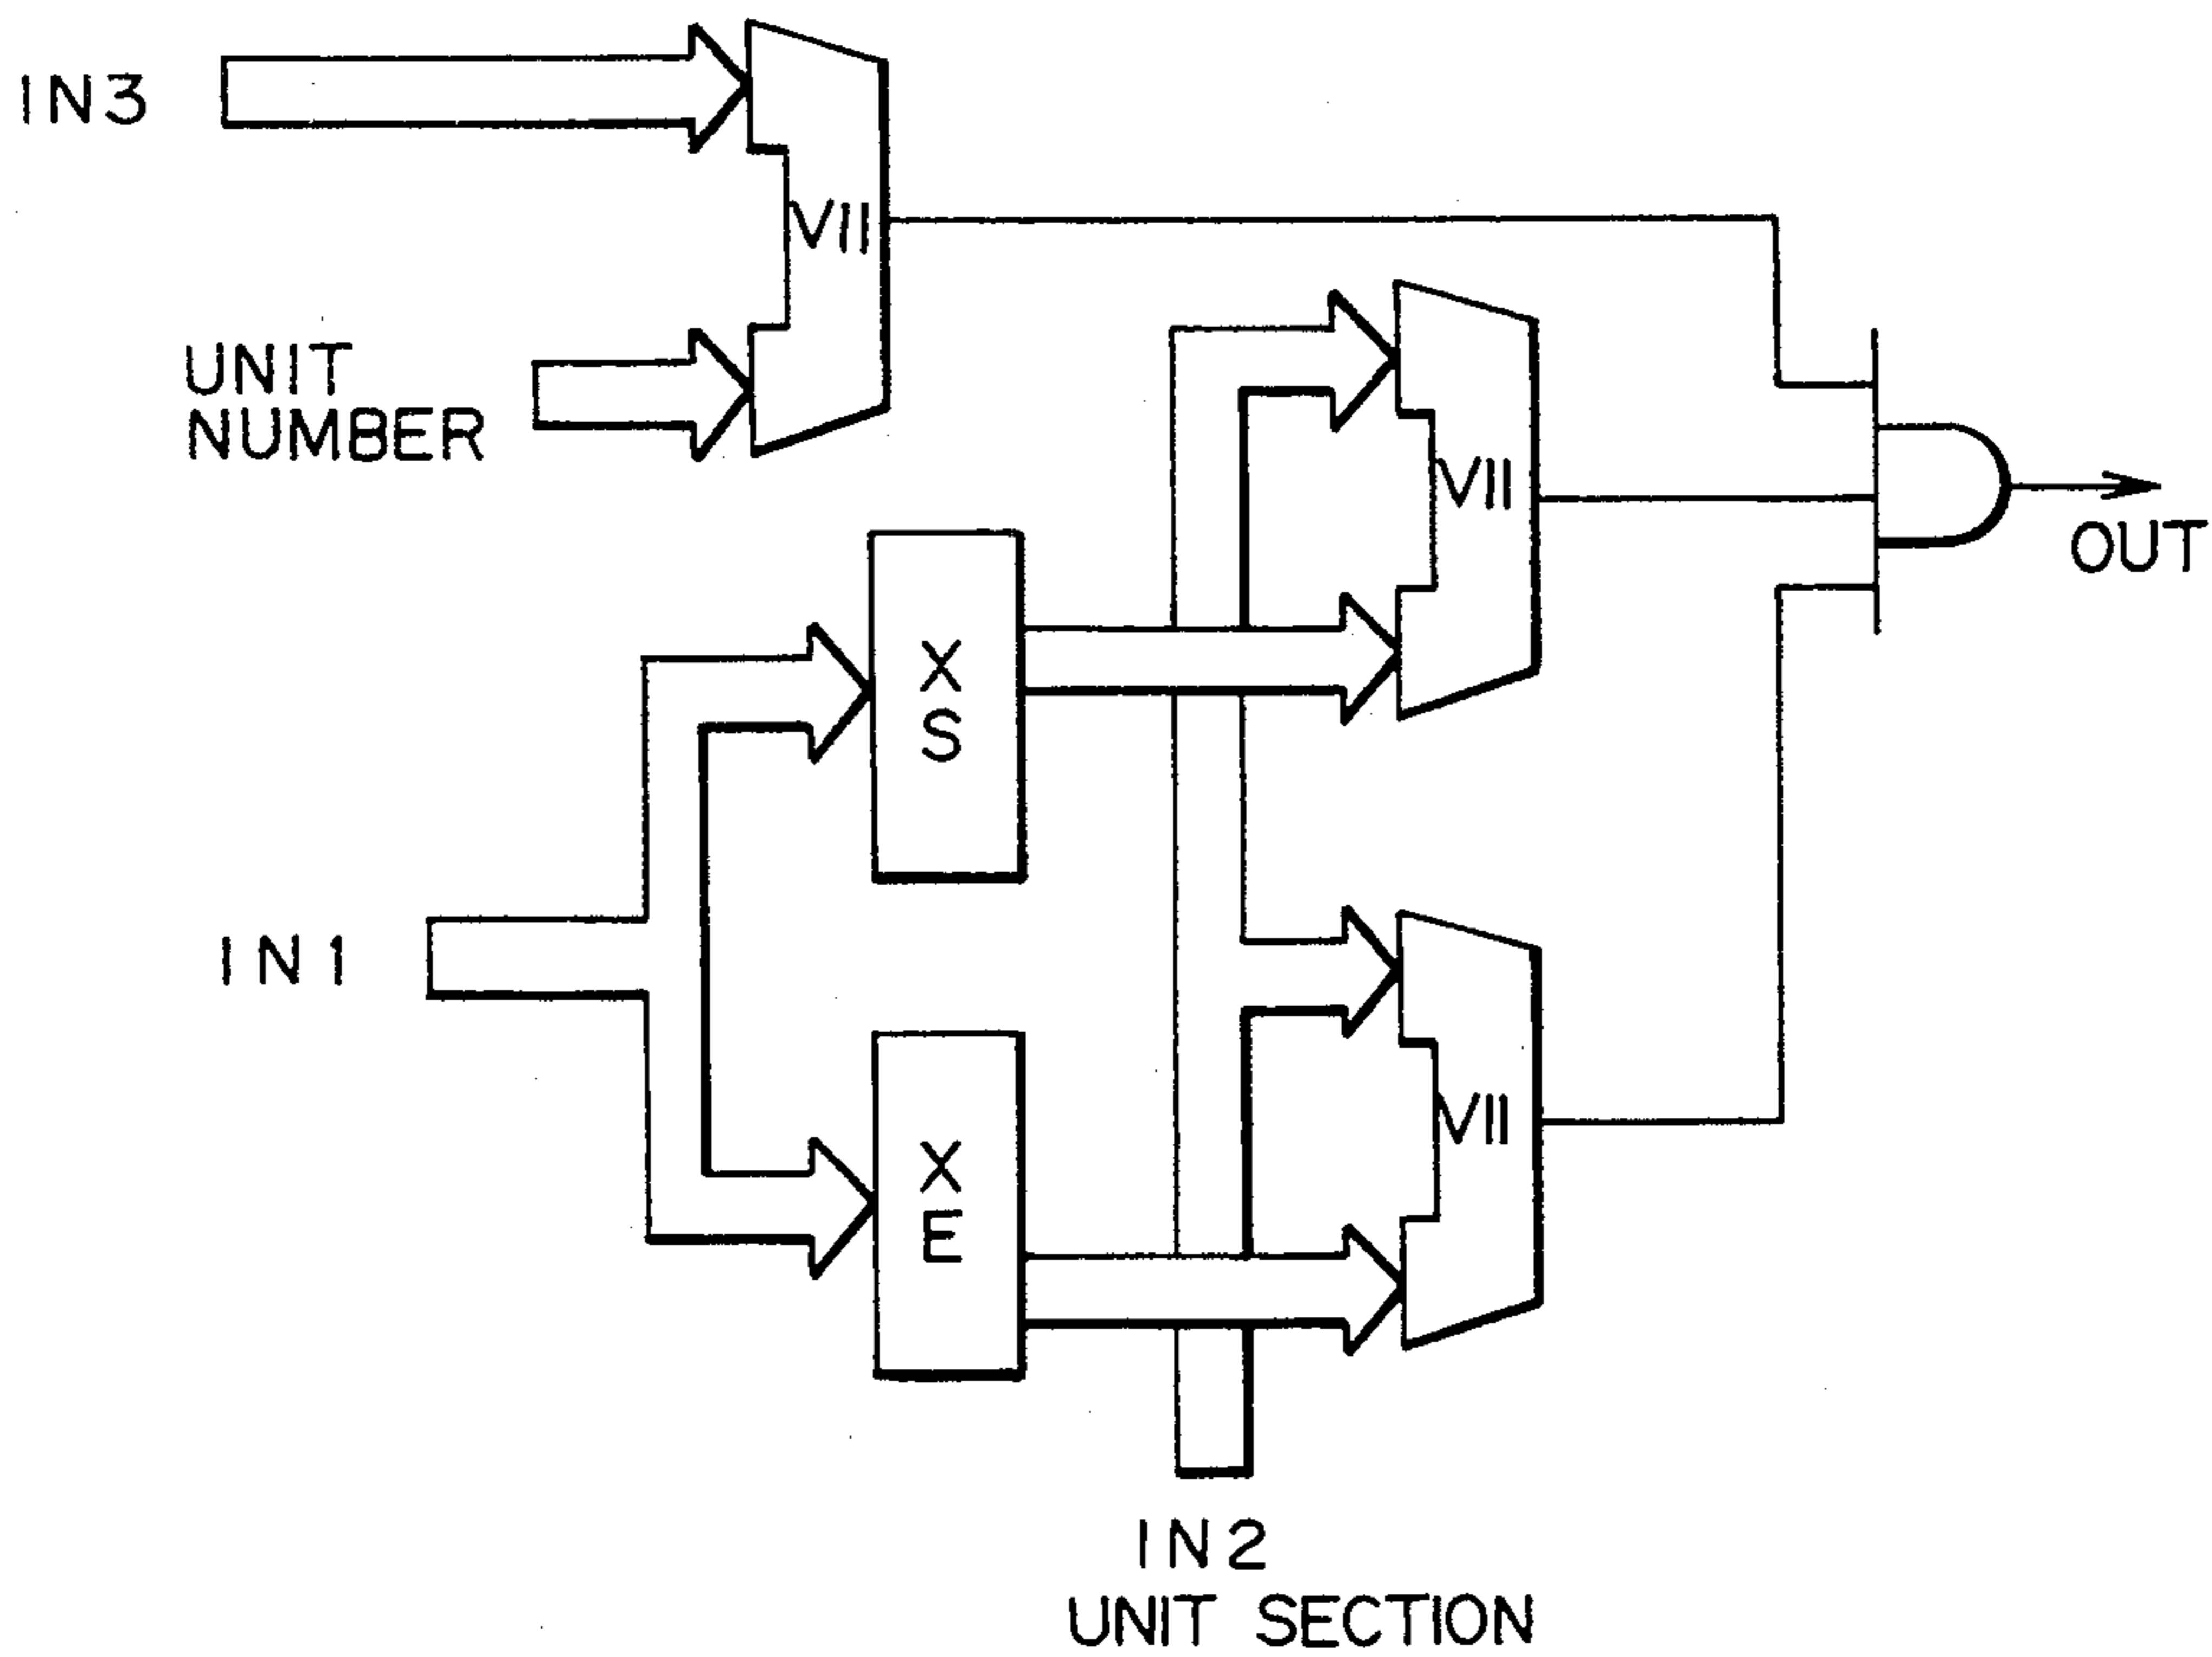 IN3
VII
UNIT
NUMBER
VII
OUT
X
S
IN1
VII
X
E
IN2
UNIT SECTION